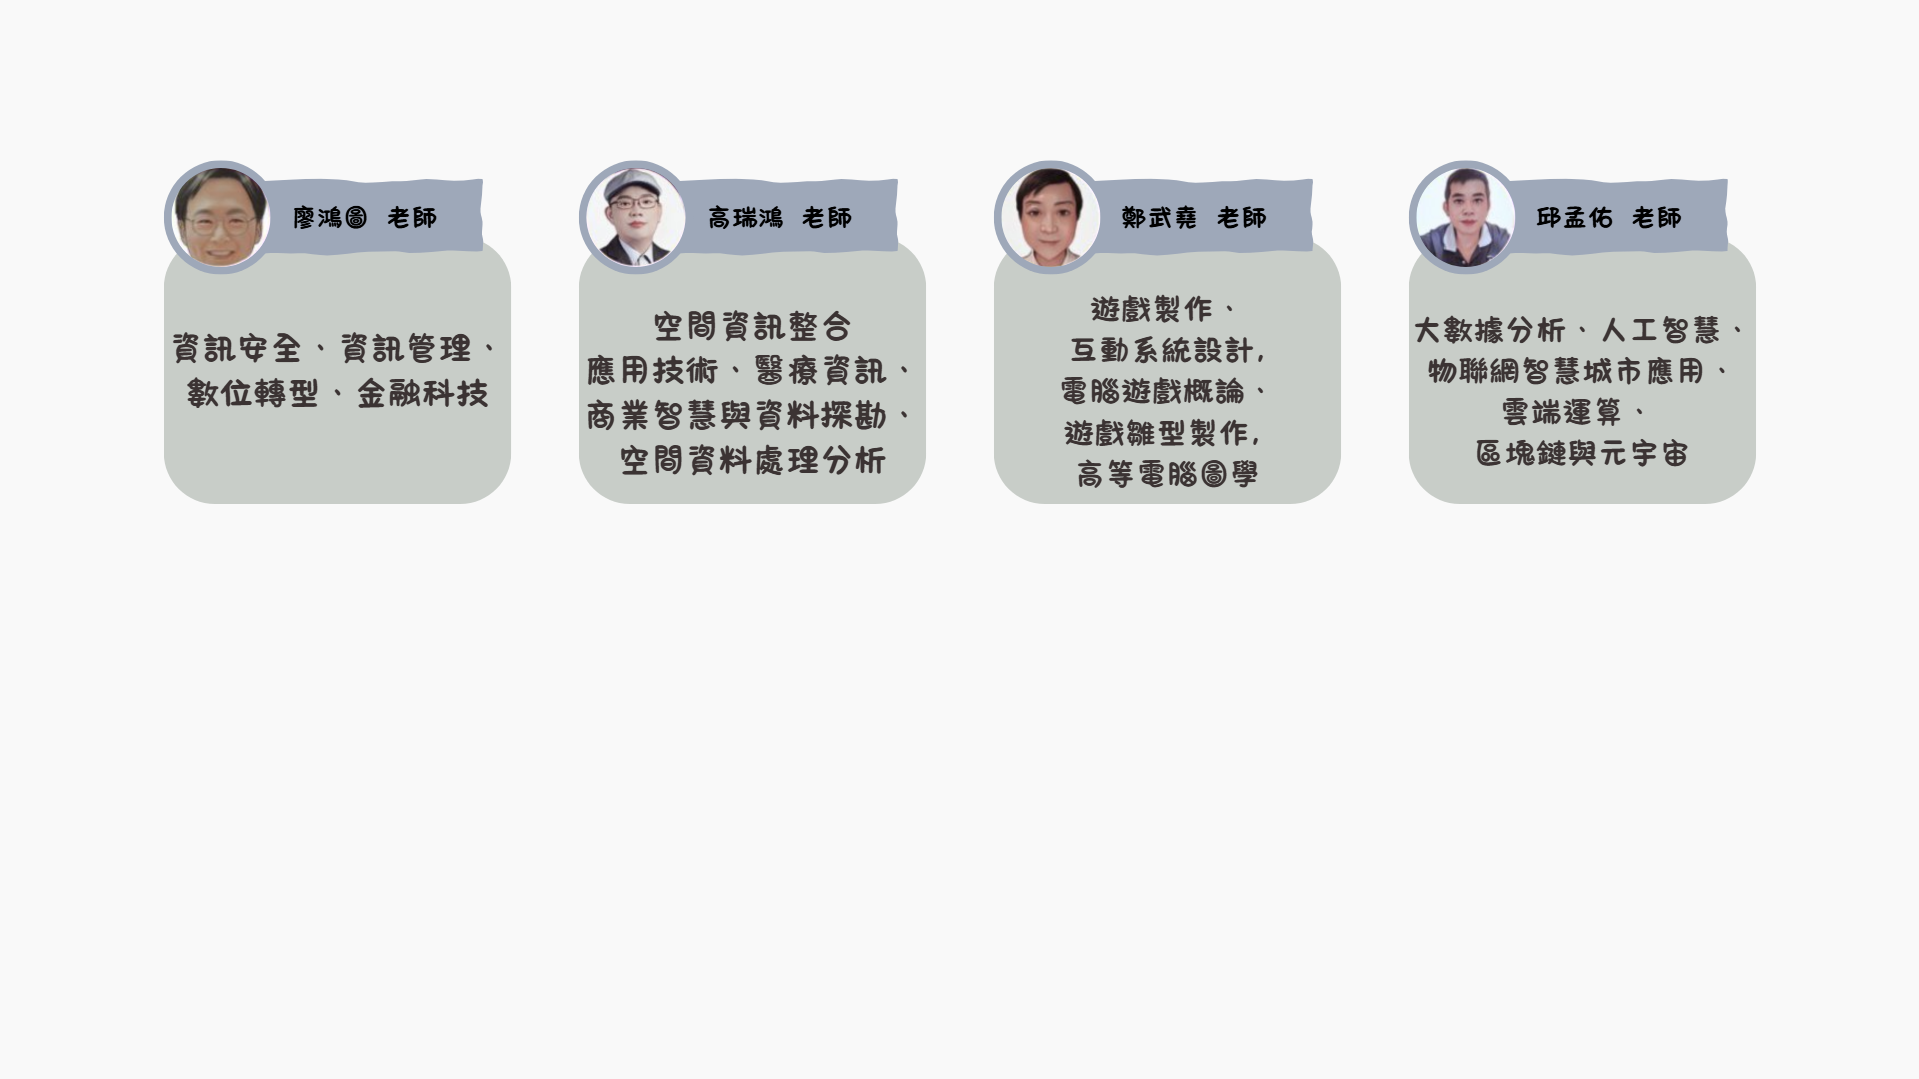 廖鴻圖 老師
資訊安全、資訊管理、
數位轉型、金融科技
高瑞鴻 老師
空間資訊整合
應用技術、醫療資訊、
商業智慧與資料探勘、
空間資料處理分析
鄭武堯 老師
遊戲製作、
互動系統設計,
電腦遊戲概論、
遊戲雛型製作,
高等電腦圖學
邱孟佑 老師
大數據分析、人工智慧、
物聯網智慧城市應用、
雲端運算、
區塊鏈與元宇宙